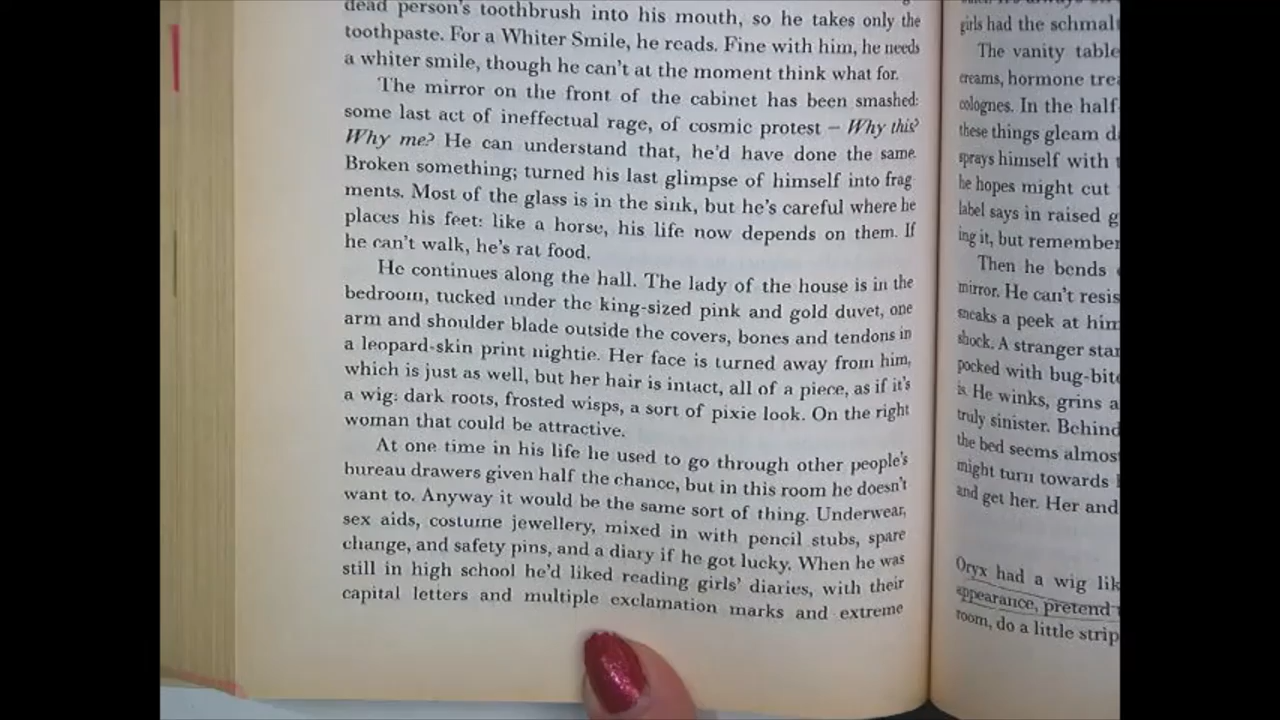 dead person's toothbrush into his mouth, so he takes only the
toothpaste. For a Whiter Smile, he reads. Fine with him, he needs
a whiter smile, though he can't at the moment think what for.
The mirror on the front of the cabinet has been smashed:
some last act of ineffectual rage, of cosmic protest – Why this?
Why me? He can understand that, he'd have done the same.
Broken something; turned his last glimpse of himself into frag
ments. Most of the glass is in the sink, but he's careful where he
places his feet: like a horse, his life now depends on them. If
he can't walk, he's rat food.
He continues along the hall. The lady of the house is in the
bedroom, tucked under the king-sized pink and gold duvet, one
arm and shoulder blade outside the covers, bones and tendons in
a leopard-skin print nightie. Her face is turned away from him,
which is just as well, but her hair is intact, all of a piece, as if it's
a wig: dark roots, frosted wisps, a sort of pixie look. On the right
woman that could be attractive.
At one time in his life he used to go through other people's
bureau drawers given half the chance, but in this room he doesn't
want to. Anyway it would be the same sort of thing. Underwear,
sex aids, costume jewellery, mixed in with pencil stubs, spare
change, and safety pins, and a diary if he got lucky. When he was
still in high school he'd liked reading girls' diaries, with their
capital letters and multiple exclamation marks and extreme
girls had the schmal
The vanity table
creams, hormone
colognes. In the half
these things gleam
sprays himself with
he hopes might cut
label says in raised
ing it, but remember
Then he bends
mirror. He can't
sneaks a peek at
shock. A stranger
pocked with
is. He winks, grins
truly sinister. Behind
the bed seems
might turn towards
and get her. Her and
Oryx had a wig
appearance, pretend
room, do a little strip